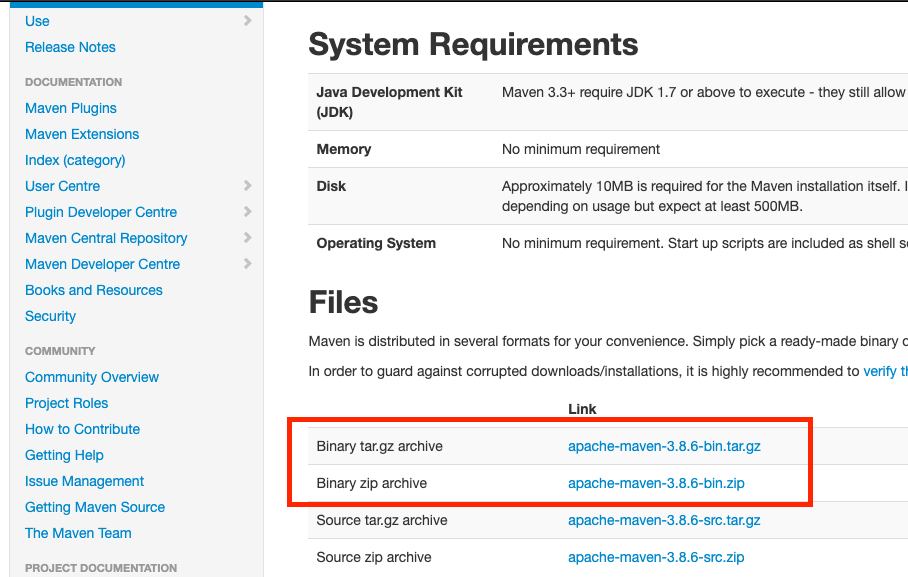 Use
Release Notes
DOCUMENTATION
Maven Plugins
Maven Extensions
Index (category)
User Centre
Plugin Developer Centre
Maven Central Repository
Maven Developer Centre
Books and Resources
Security
COMMUNITY
Community Overview
Project Roles
How to Contribute
Getting Help
Issue Management
Getting Maven Source
The Maven Team
PROJECT DOCUMENTATION
System Requirements
Java Development Kit
(JDK)
Maven 3.3+ require JDK 1.7 or above to execute - they still allow
Memory
No minimum requirement
Disk
Approximately 10MB is required for the Maven installation itself.
depending on usage but expect at least 500MB.
Operating System
No minimum requirement. Start up scripts are included as shell
Files
Maven is distributed in several formats for your convenience. Simply pick a ready-made binary
In order to guard against corrupted downloads/installations, it is highly recommended to verify
Link
Binary tar.gz archive apache-maven-3.8.6-bin.tar.gz
Binary zip archive apache-maven-3.8.6-bin.zip
Source tar.gz archive apache-maven-3.8.6-src.tar.gz
Source zip archive apache-maven-3.8.6-src.zip